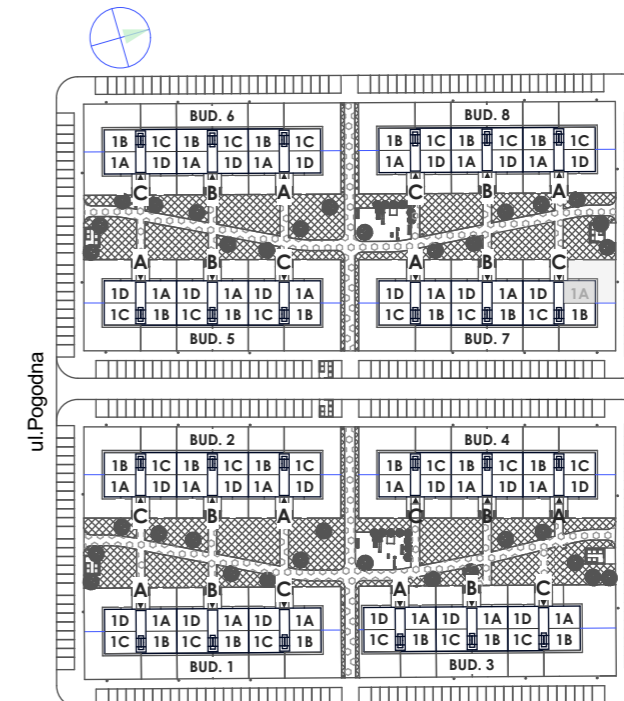 BUD. 6
BUD. 8
1B 1C 1B 1C 1B 1C
1B 1C 1B 1C 1B 1C
1A 1D 1A 1D 1A 1D
1A 1D 1A 1D 1A 1D
C B A
C B A
A B C
A B C
1D 1A 1D 1A 1D 1A
1D 1A 1D 1A 1D 1A
1C 1B 1C 1B 1C 1B
1C 1B 1C 1B 1C 1B
BUD. 5
BUD. 7
ul.Pogodna
BUD. 2
BUD. 4
1B 1C 1B 1C 1B 1C
1B 1C 1B 1C 1B 1C
1A 1D 1A 1D 1A 1D
1A 1D 1A 1D 1A 1D
C B A
C B A
A B C
A B C
1D 1A 1D 1A 1D 1A
1D 1A 1D 1A 1D 1A
1C 1B 1C 1B 1C 1B
1C 1B 1C 1B 1C 1B
BUD. 1
BUD. 3